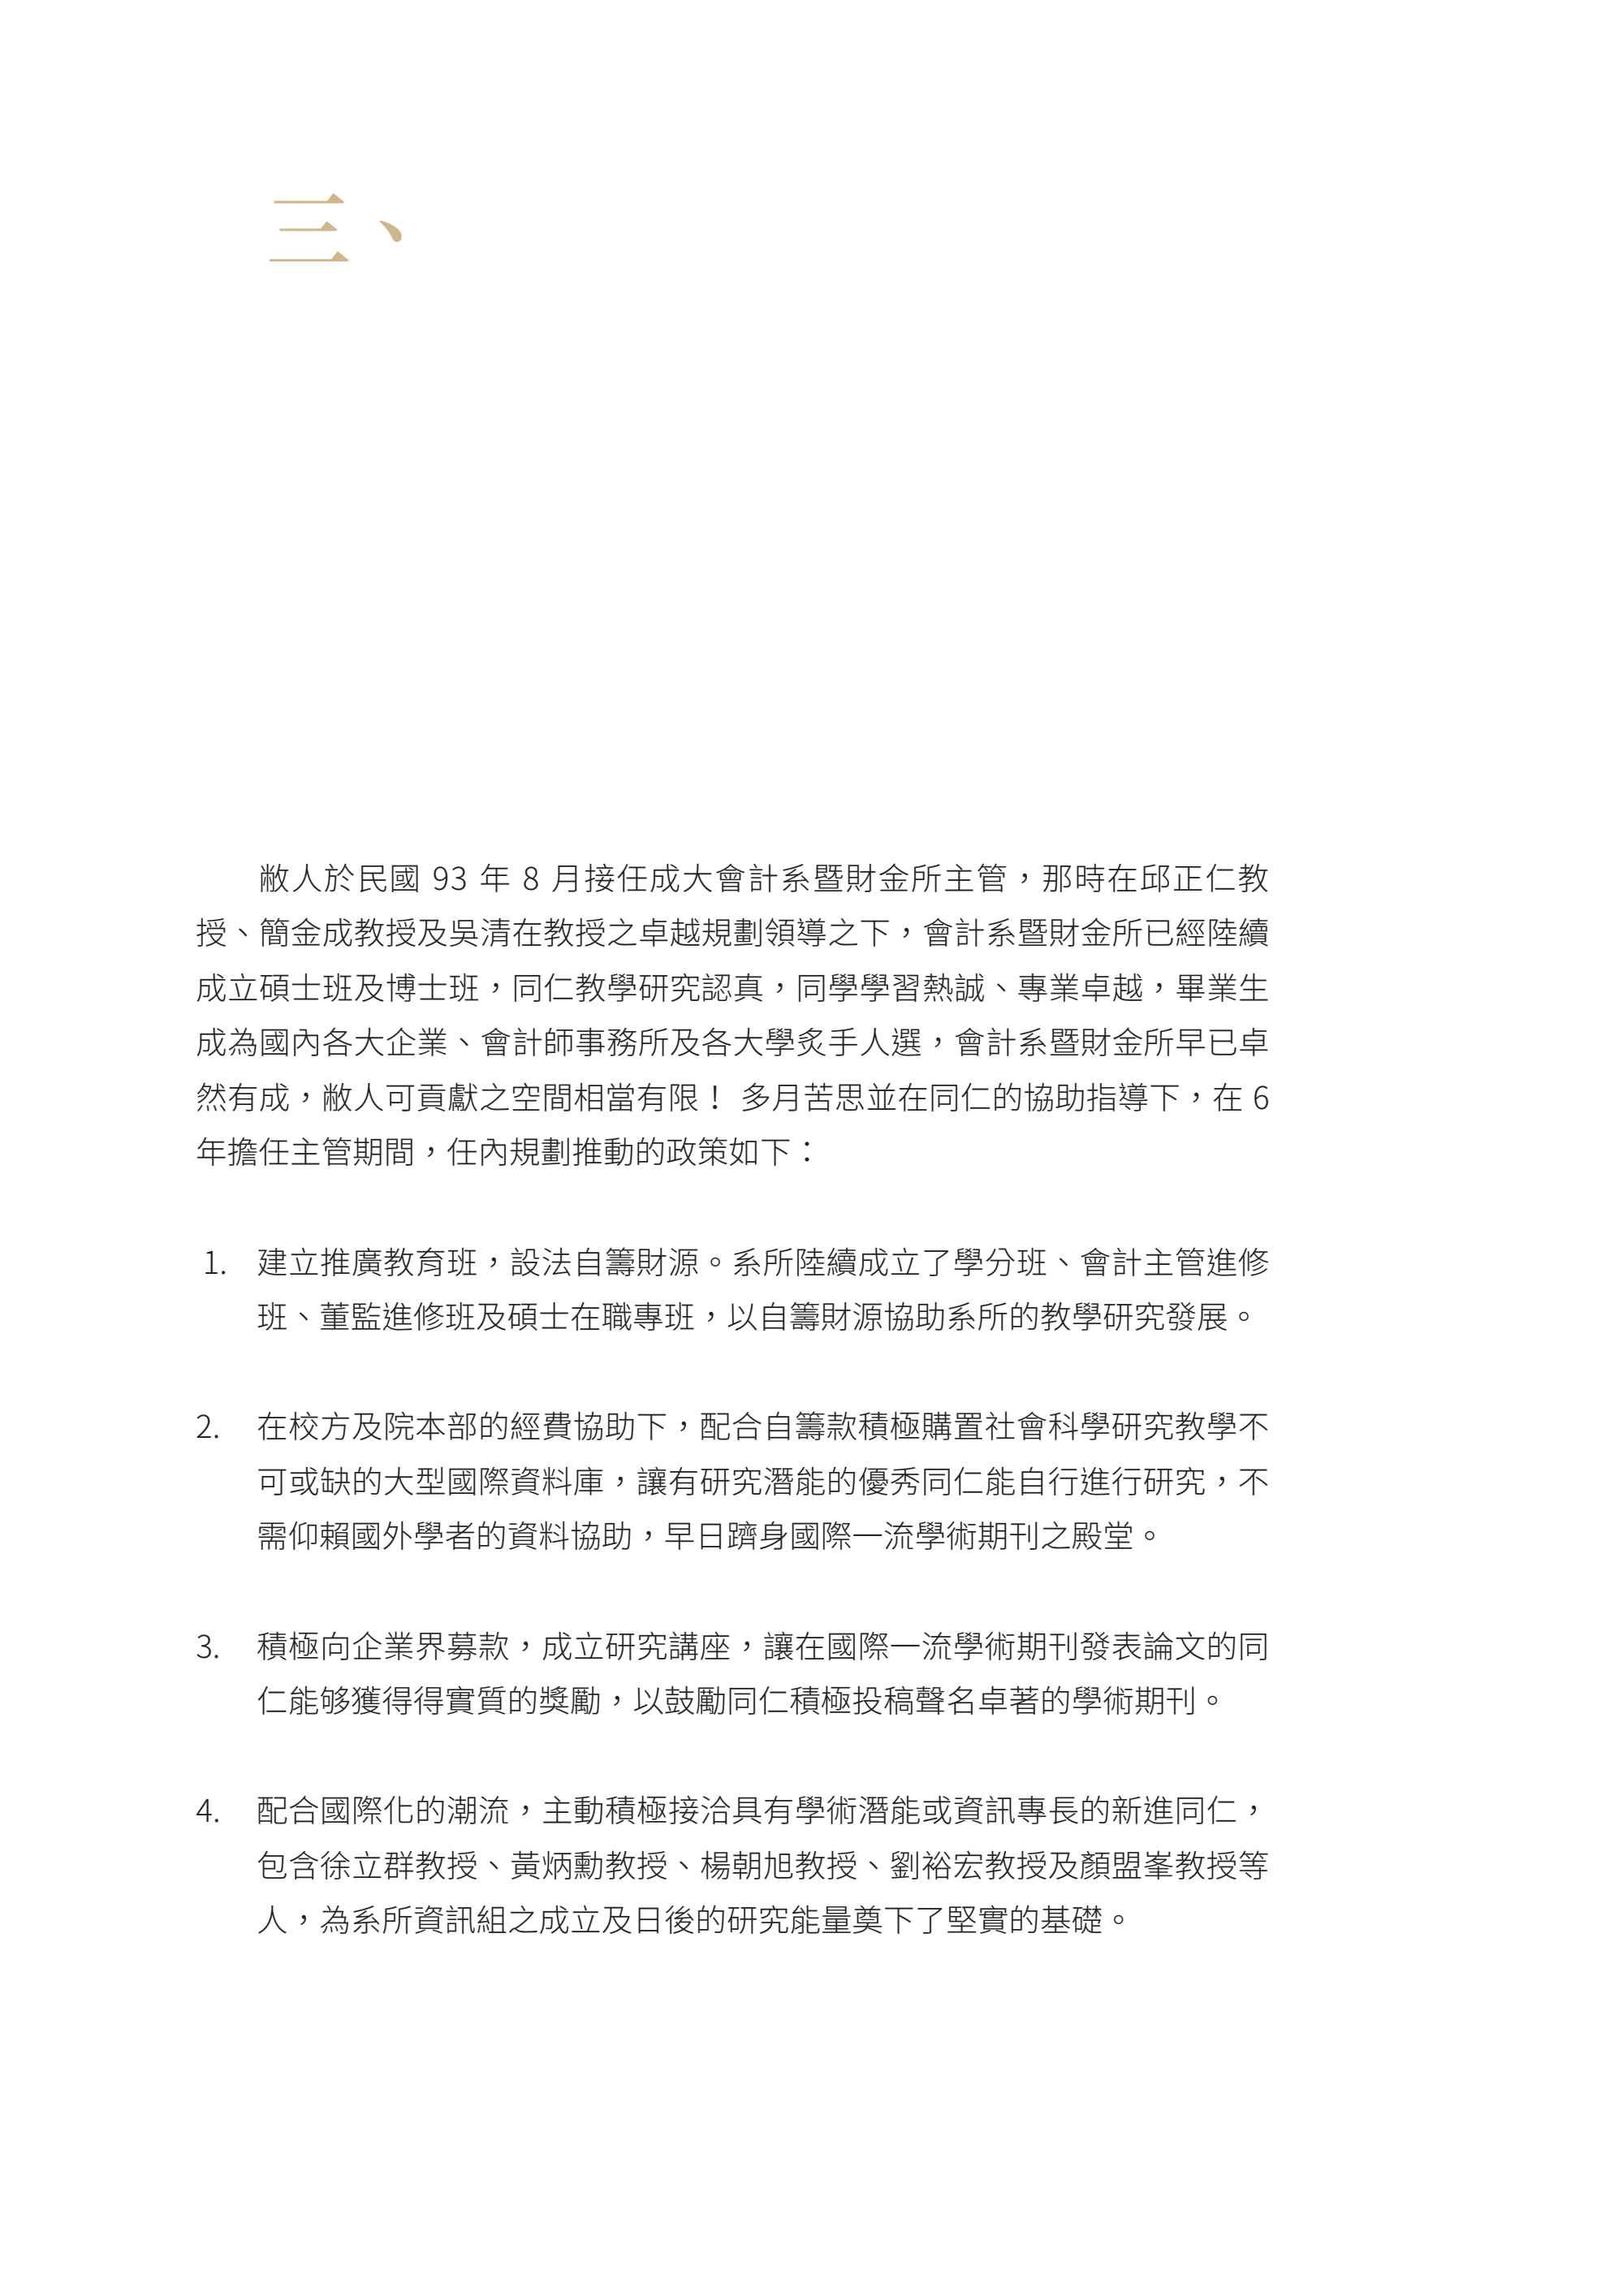 三、
敝人於民國 93 年 8 月接任成大會計系暨財金所主管，那時在邱正仁教
授、簡金成教授及吳清在教授之卓越規劃領導之下，會計系暨財金所已經陸續
成立碩士班及博士班，同仁教學研究認真，同學學習熱誠、專業卓越，畢業生
成為國內各大企業、會計師事務所及各大學炙手人選，會計系暨財金所早已卓
然有成，敝人可貢獻之空間相當有限！ 多月苦思並在同仁的協助指導下，在 6
年擔任主管期間，任內規劃推動的政策如下：
1. 建立推廣教育班，設法自籌財源。系所陸續成立了學分班、會計主管進修
班、董監進修班及碩士在職專班，以自籌財源協助系所的教學研究發展。
2. 在校方及院本部的經費協助下，配合自籌款積極購置社會科學研究教學不
可或缺的大型國際資料庫，讓有研究潛能的優秀同仁能自行進行研究，不
需仰賴國外學者的資料協助，早日躋身國際一流學術期刊之殿堂。
3. 積極向企業界募款，成立研究講座，讓在國際一流學術期刊發表論文的同
仁能够獲得得實質的獎勵，以鼓勵同仁積極投稿聲名卓著的學術期刊。
4. 配合國際化的潮流，主動積極接洽具有學術潛能或資訊專長的新進同仁，
包含徐立群教授、黃炳勳教授、楊朝旭教授、劉裕宏教授及顏盟峯教授等
人，為系所資訊組之成立及日後的研究能量奠下了堅實的基礎。